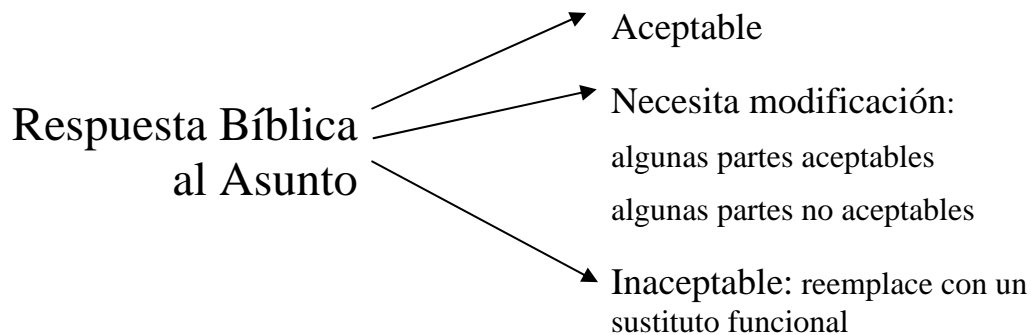 Respuesta Bíblica
al Asunto
Aceptable
Necesita modificación:
algunas partes aceptables
algunas partes no aceptables
Inaceptable: reemplace con un
sustituto funcional